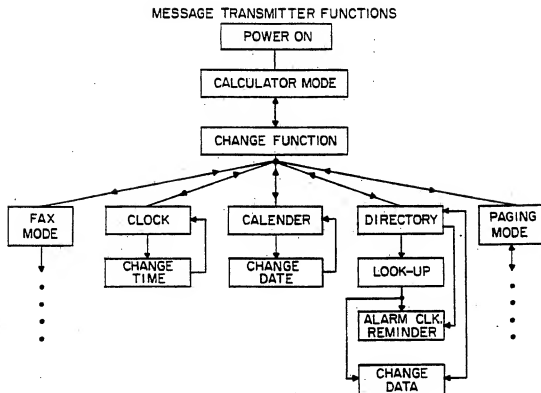 MESSAGE TRANSMITTER FUNCTIONS
POWER ON
CALCULATOR MODE
CHANGE FUNCTION
FAX
MODE
CLOCK
CALENDER
DIRECTORY
PAGING
MODE
CHANGE
TIME
CHANGE
DATE
LOOK-UP
ALARM CLK.
REMINDER
CHANGE
DATA